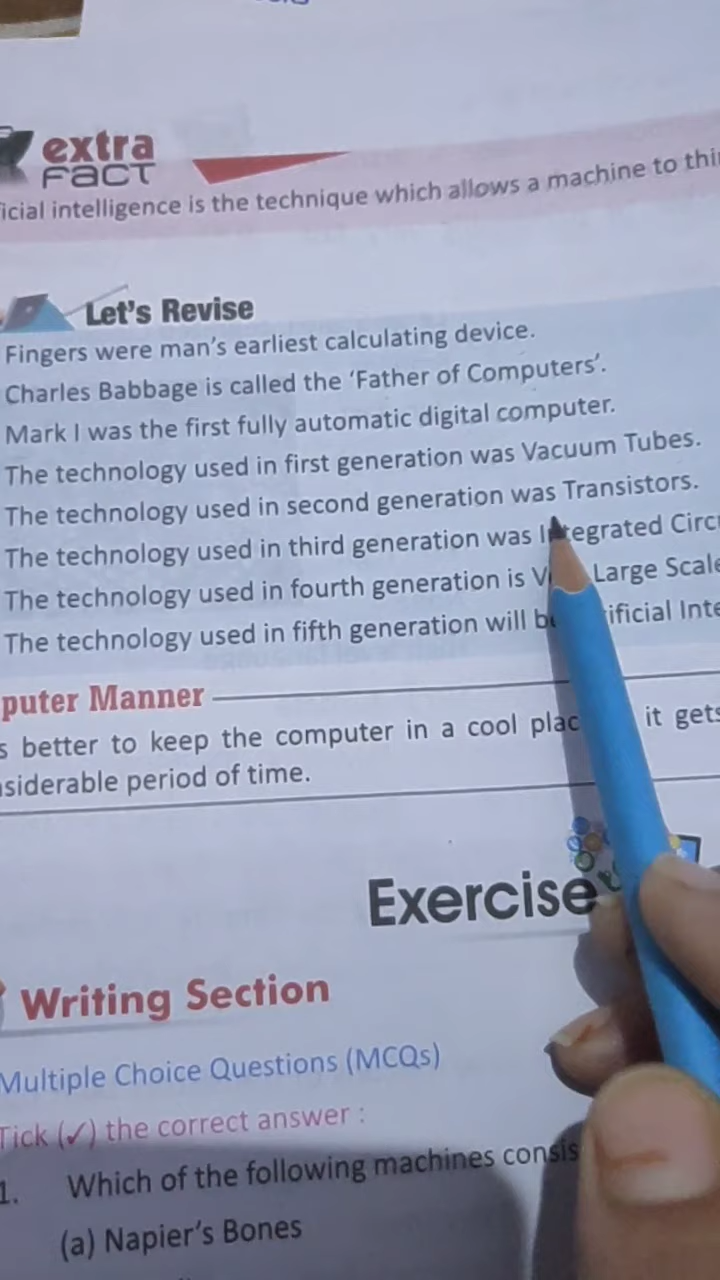 extra
FACT
icial intelligence is the technique which allows a machine to thi
Let's Revise
Fingers were man's earliest calculating device.
Charles Babbage is called the 'Father of Computers'.
Mark I was the first fully automatic digital computer.
The technology used in first generation was Vacuum Tubes.
The technology used in second generation was Transistors.
The technology used in third generation was Integrated Circ
The technology used in fourth generation is V Large Scale
The technology used in fifth generation will b ificial Inte
puter Manner
s better to keep the computer in a cool plac it gets
nsiderable period of time.
Exercise
Writing Section
Multiple Choice Questions (MCQs)
Tick (✓) the correct answer :
1. Which of the following machines consis
(a) Napier's Bones